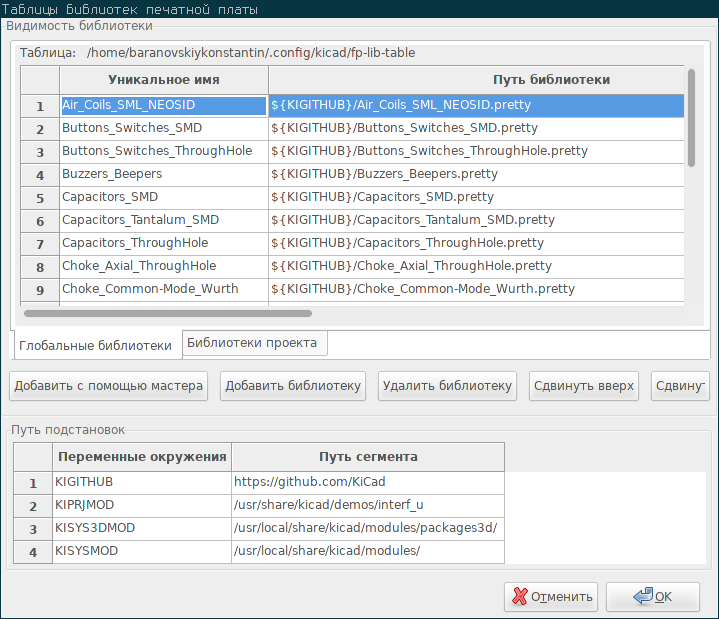 Таблицы библиотек печатной платы
Видимость библиотеки
Таблица: /home/baranovskiykonstantin/.config/kicad/fp-lib-table
Уникальное имя Путь библиотеки
1 Air_Coils_SML_NEOSID ${KIGITHUB}/Air_Coils_SML_NEOSID.pretty
2 Buttons_Switches_SMD ${KIGITHUB}/Buttons_Switches_SMD.pretty
3 Buttons_Switches_ThroughHole ${KIGITHUB}/Buttons_Switches_ThroughHole.pretty
4 Buzzers_Beepers ${KIGITHUB}/Buzzers_Beepers.pretty
5 Capacitors_SMD ${KIGITHUB}/Capacitors_SMD.pretty
6 Capacitors_Tantalum_SMD ${KIGITHUB}/Capacitors_Tantalum_SMD.pretty
7 Capacitors_ThroughHole ${KIGITHUB}/Capacitors_ThroughHole.pretty
8 Choke_Axial_ThroughHole ${KIGITHUB}/Choke_Axial_ThroughHole.pretty
9 Choke_Common-Mode_Wurth ${KIGITHUB}/Choke_Common-Mode_Wurth.pretty
Глобальные библиотеки Библиотеки проекта
Добавить с помощью мастера Добавить библиотеку Удалить библиотеку Сдвинуть вверх Сдвинут
Путь подстановок
Переменные окружения Путь сегмента
1 KIGITHUB https://github.com/KiCad
2 KIPRJMOD /usr/share/kicad/demos/interf_u
3 KISYS3DMOD /usr/local/share/kicad/modules/packages3d/
4 KISYSMOD /usr/local/share/kicad/modules/
Отменить OK